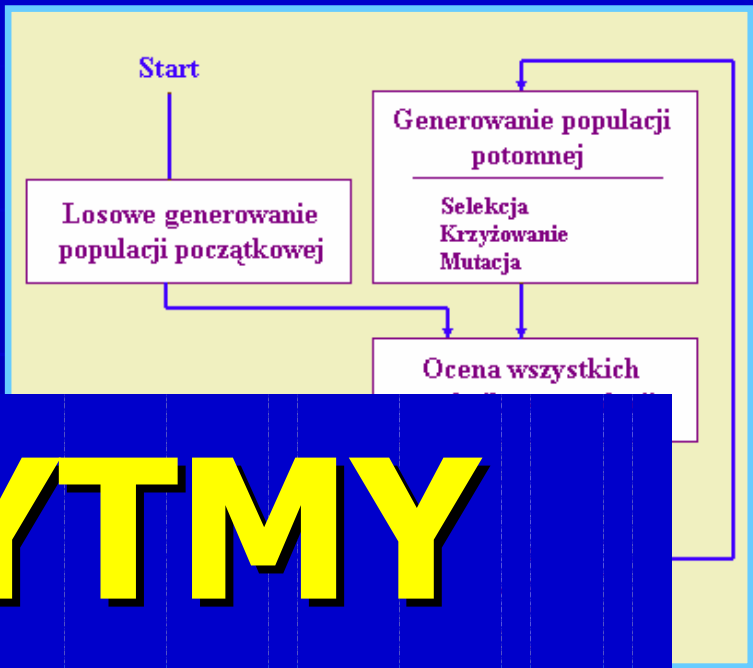 Start
Losowe generowanie
populacji początkowej
Generowanie populacji
potomnej
Selekcja
Krzyżowanie
Mutacja
Ocena wszystkich
YTMY